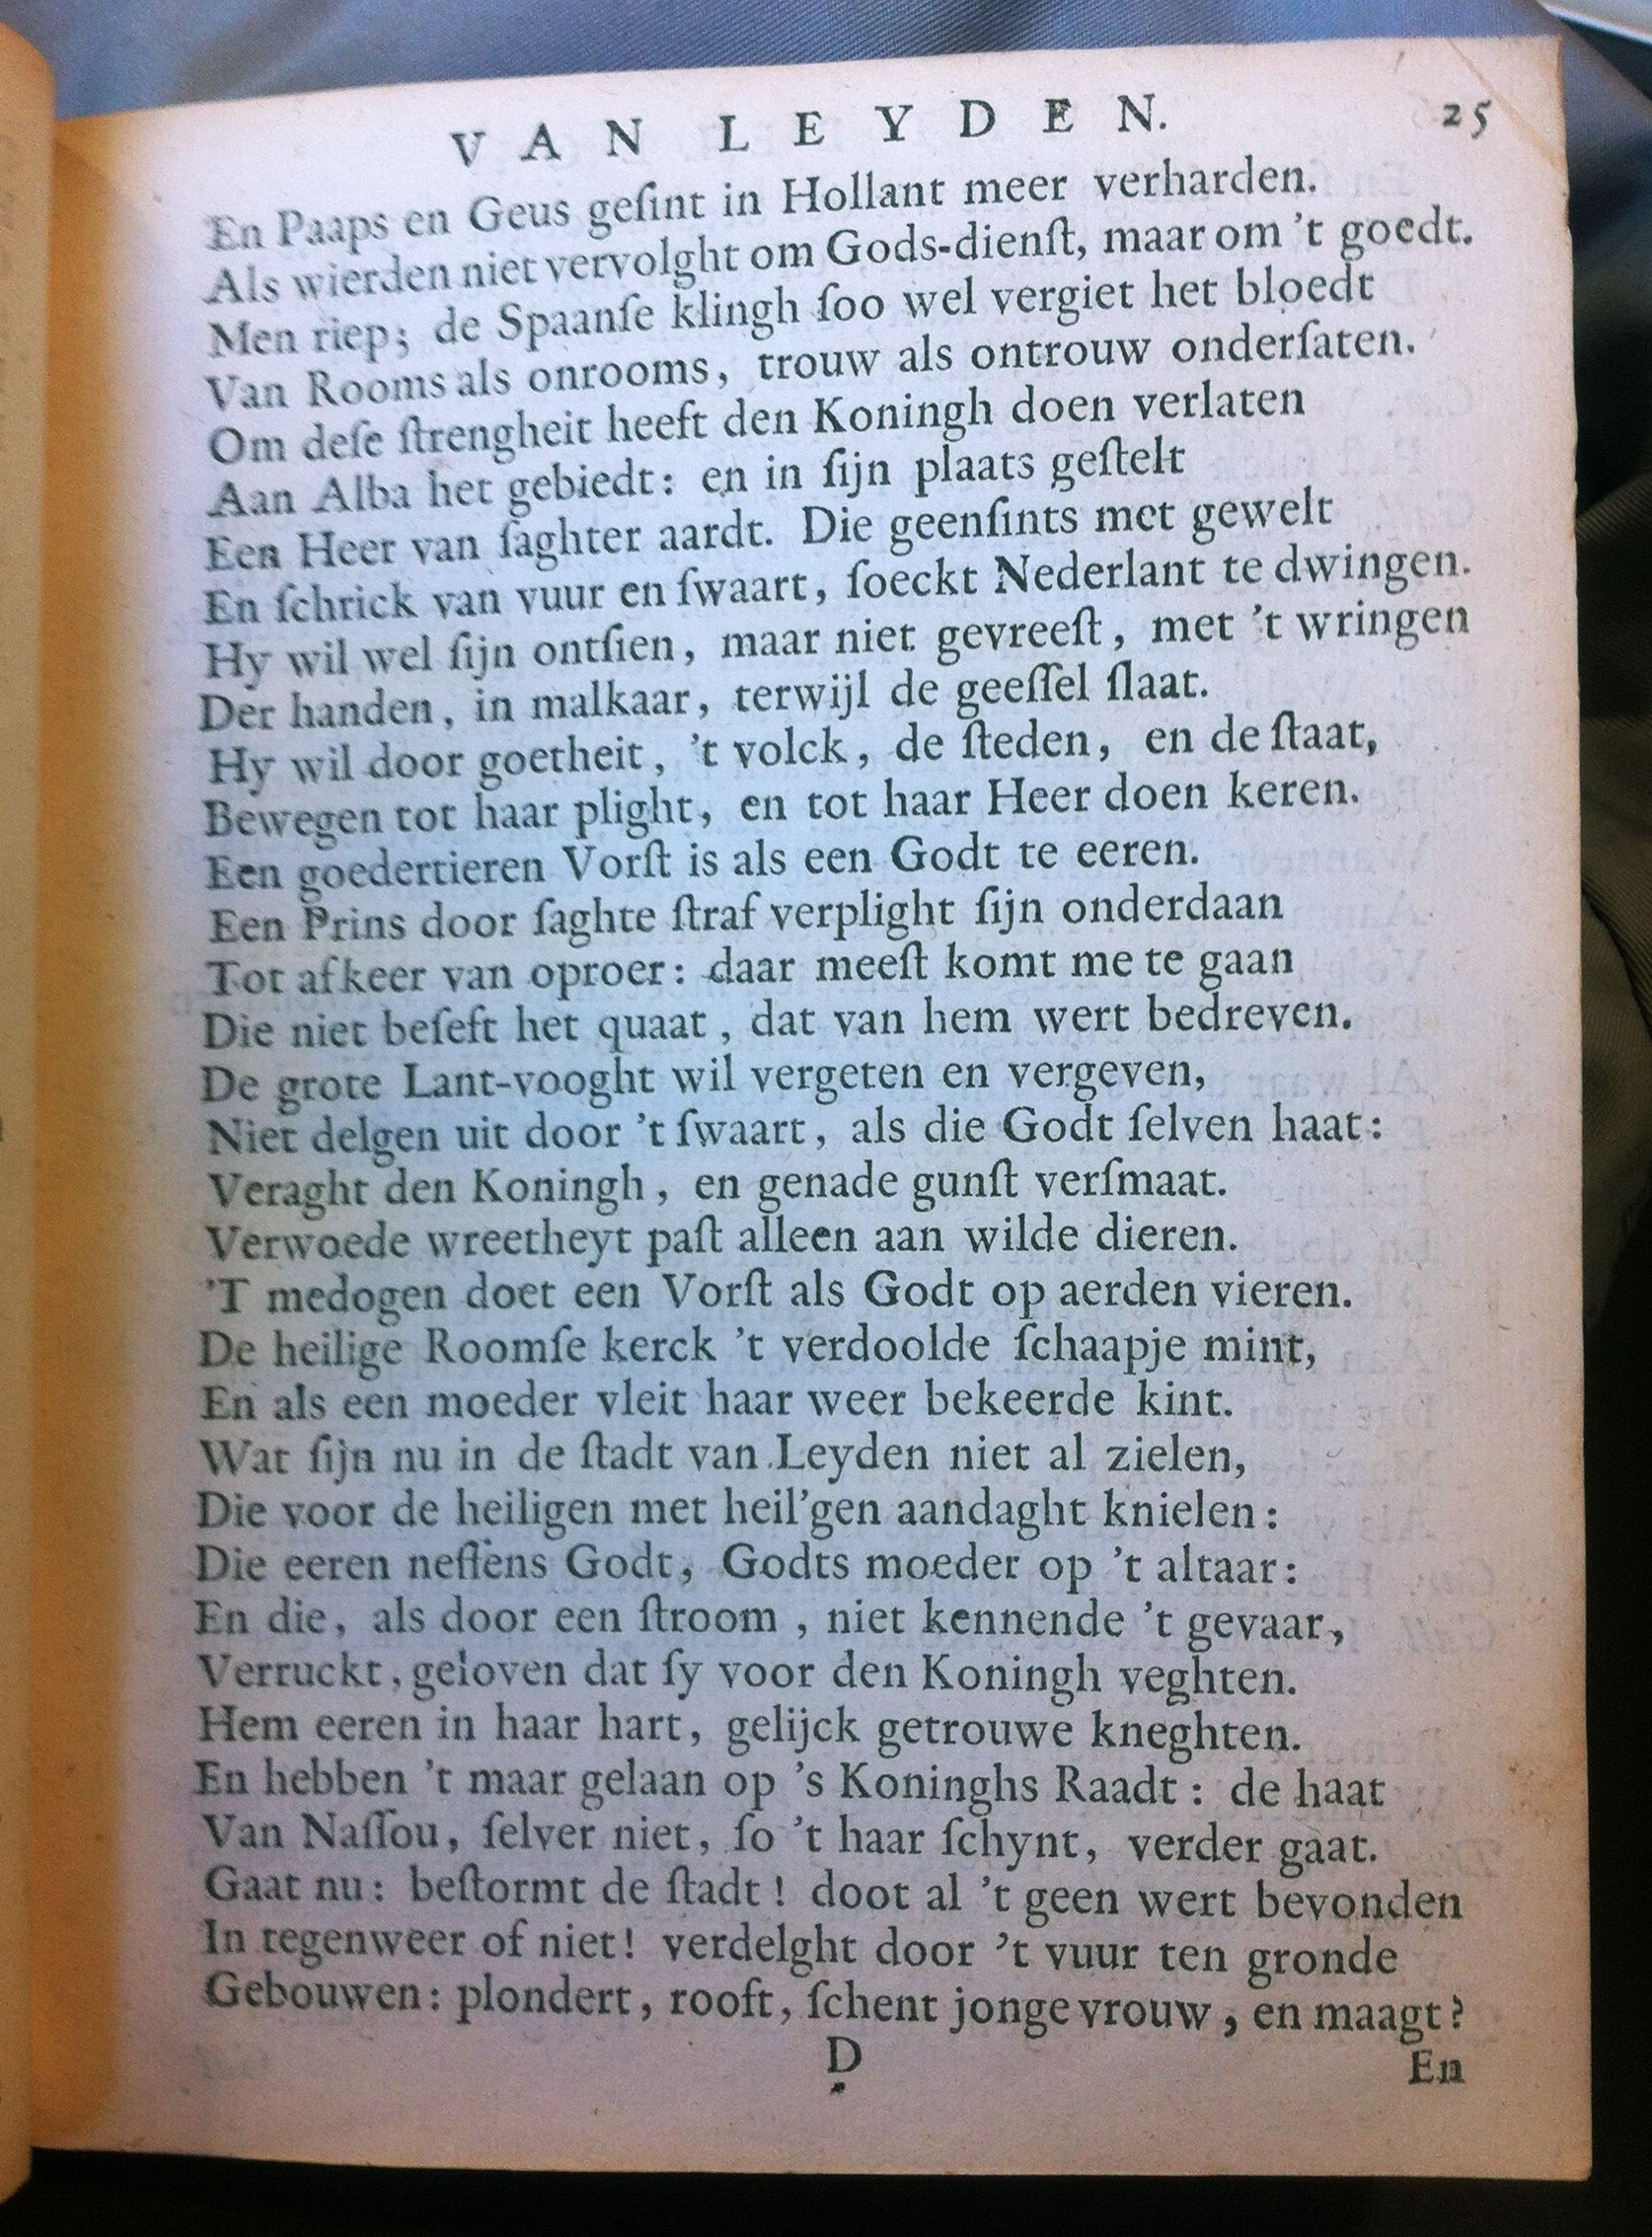 VAN LEYDEN. 25
En Paaps en Geus geſint in Hollant meer verharden.
Als wierden niet vervolght om Gods-dienſt, maar om 't goedt.
Men riep; de Spaanſe klingh ſoo wel vergiet het bloedt
Van Rooms als onrooms, trouw als ontrouw onderſaten.
Om deſe ſtrengheit heeft den Koningh doen verlaten
Aan Alba het gebiedt: en in ſijn plaats geſtelt
Een Heer van ſaghter aardt. Die geenſints met gewelt
En ſchrick van vuur en ſwaart, ſoeckt Nederlant te dwingen.
Hy wil wel ſijn ontſien, maar niet gevreeſt, met 't wringen
Der handen, in malkaar, terwijl de geeſſel ſlaat.
Hy wil door goetheit, 't volck, de ſteden, en de ſtaat,
Bewegen tot haar plight, en tot haar Heer doen keren.
Een goedertieren Vorſt is als een Godt te eeren.
Een Prins door ſaghte ſtraf verplight ſijn onderdaan
Tot afkeer van oproer: daar meeſt komt me te gaan
Die niet beſeft het quaat, dat van hem wert bedreven.
De grote Lant-vooght wil vergeten en vergeven,
Niet delgen uit door 't ſwaart, als die Godt ſelven haat:
Veraght den Koningh, en genade gunſt verſmaat.
Verwoede wreetheyt paſt alleen aan wilde dieren.
'T medogen doet een Vorſt als Godt op aerden vieren.
De heilige Roomſe kerck 't verdoolde ſchaapje mint,
En als een moeder vleit haar weer bekeerde kint.
Wat ſijn nu in de ſtadt van Leyden niet al zielen,
Die voor de heiligen met heil'gen aandaght knielen:
Die eeren neffens Godt, Godts moeder op 't altaar:
En die, als door een ſtroom, niet kennende 't gevaar,
Verruckt, geloven dat ſy voor den Koningh veghten.
Hem eeren in haar hart, gelijck getrouwe kneghten.
En hebben 't maar gelaan op 's Koninghs Raadt: de haat
Van Naſſou, ſelver niet, ſo 't haar ſchynt, verder gaat.
Gaat nu: beſtormt de ſtadt! doot al 't geen wert bevonden
In tegenweer of niet! verdelght door 't vuur ten gronde
Gebouwen: plondert, rooft, ſchent jonge vrouw, en maagt?
D
En